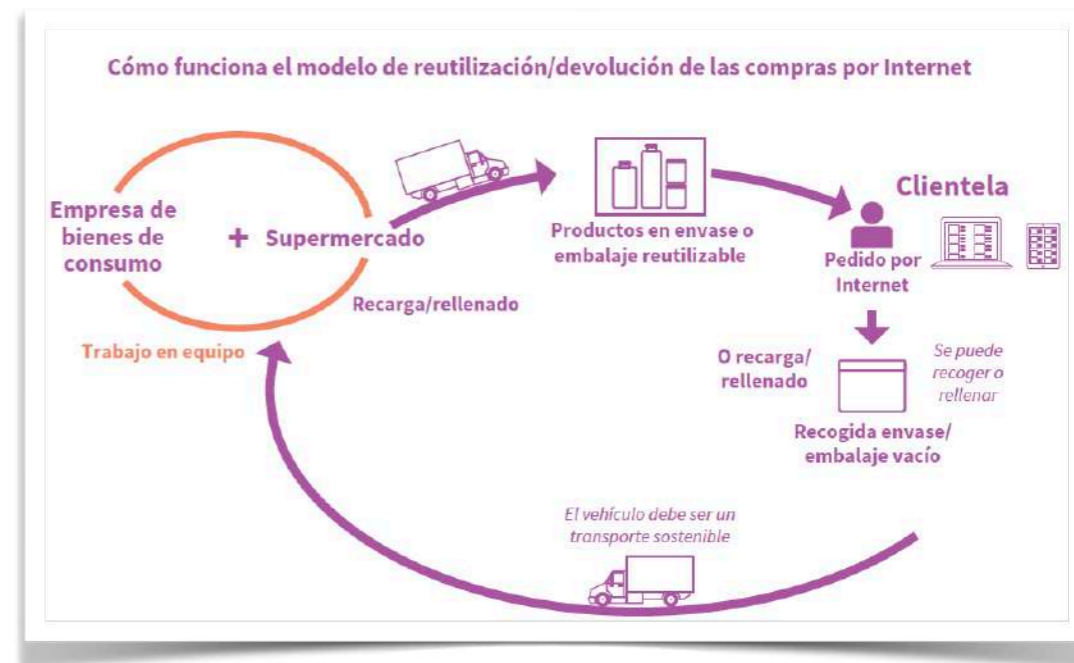 Cómo funciona el modelo de reutilización/devolución de las compras por Internet
Empresa de
bienes de
consumo
+
Supermercado
Trabajo en equipo
Recarga/rellenado
Productos en envase o
embalaje reutilizable
Clientela
Pedido por
Internet
O recarga/
rellenado
Se puede
recoger o
rellenar
Recogida envase/
embalaje vacío
El vehículo debe ser un
transporte sostenible